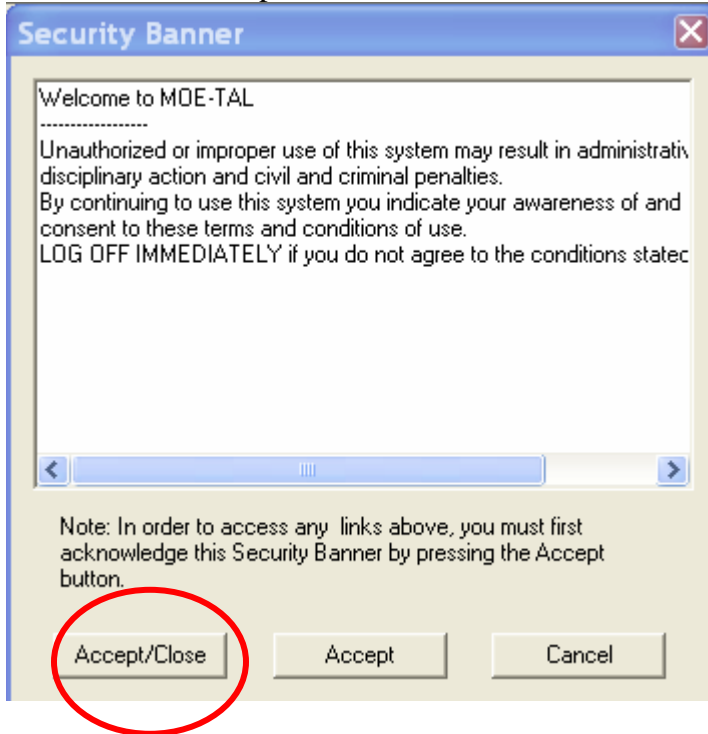 Security Banner
Welcome to MOE-TAL
-----------------
Unauthorized or improper use of this system may result in administrativ
disciplinary action and civil and criminal penalties.
By continuing to use this system you indicate your awareness of and
consent to these terms and conditions of use.
LOG OFF IMMEDIATELY if you do not agree to the conditions
Note: In order to access any links above, you must first
acknowledge this Security Banner by pressing the Accept
button.
Accept/Close Accept Cancel